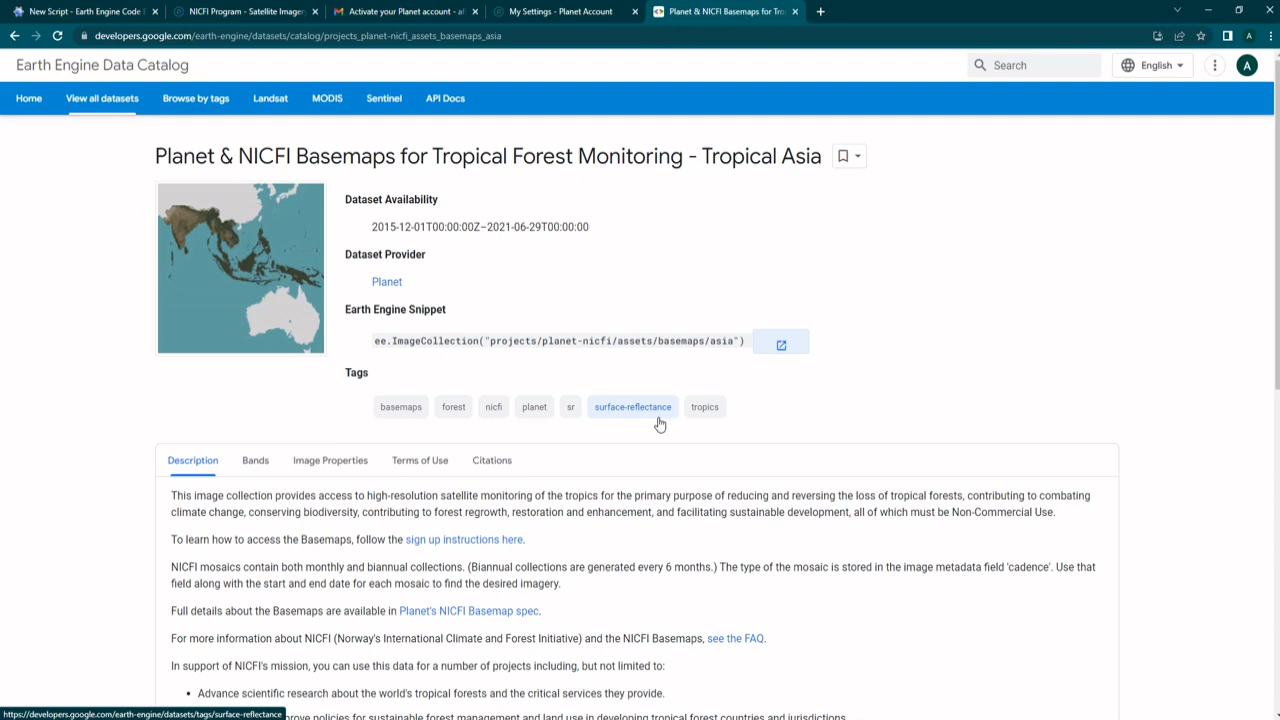 New Script - Earth Engine Code E
NICFI Program - Satellite Imager
Activate your Planet account - af
My Settings - Planet Account
Planet & NICFI Basemaps for Tro
developers.google.com/earth-engine/datasets/catalog/projects_planet-nicfi_assets_basemaps_asia
A
Earth Engine Data Catalog
Search
English
A
Home
View all datasets
Browse by tags
Landsat
MODIS
Sentinel
API Docs
Planet & NICFI Basemaps for Tropical Forest Monitoring - Tropical Asia
Dataset Availability
2015-12-01T00:00:00Z–2021-06-29T00:00:00
Dataset Provider
Planet
Earth Engine Snippet
ee.ImageCollection("projects/planet-nicfi/assets/basemaps/asia")
Tags
basemaps
forest
nicfi
planet
sr
surface-reflectance
tropics
Description
Bands
Image Properties
Terms of Use
Citations
This image collection provides access to high-resolution satellite monitoring of the tropics for the primary purpose of reducing and reversing the loss of tropical forests, contributing to combating
climate change, conserving biodiversity, contributing to forest regrowth, restoration and enhancement, and facilitating sustainable development, all of which must be Non-Commercial Use.
To learn how to access the Basemaps, follow the sign up instructions here.
NICFI mosaics contain both monthly and biannual collections. (Biannual collections are generated every 6 months.) The type of the mosaic is stored in the image metadata field 'cadence'. Use that
field along with the start and end date for each mosaic to find the desired imagery.
Full details about the Basemaps are available in Planet's NICFI Basemap spec.
For more information about NICFI (Norway's International Climate and Forest Initiative) and the NICFI Basemaps, see the FAQ.
In support of NICFI's mission, you can use this data for a number of projects including, but not limited to:
• Advance scientific research about the world's tropical forests and the critical services they provide.
policies for sustainable forest management and land use in developing tropical forest countries and jurisdictions.
https://developers.google.com/earth-engine/datasets/tags/surface-reflectance